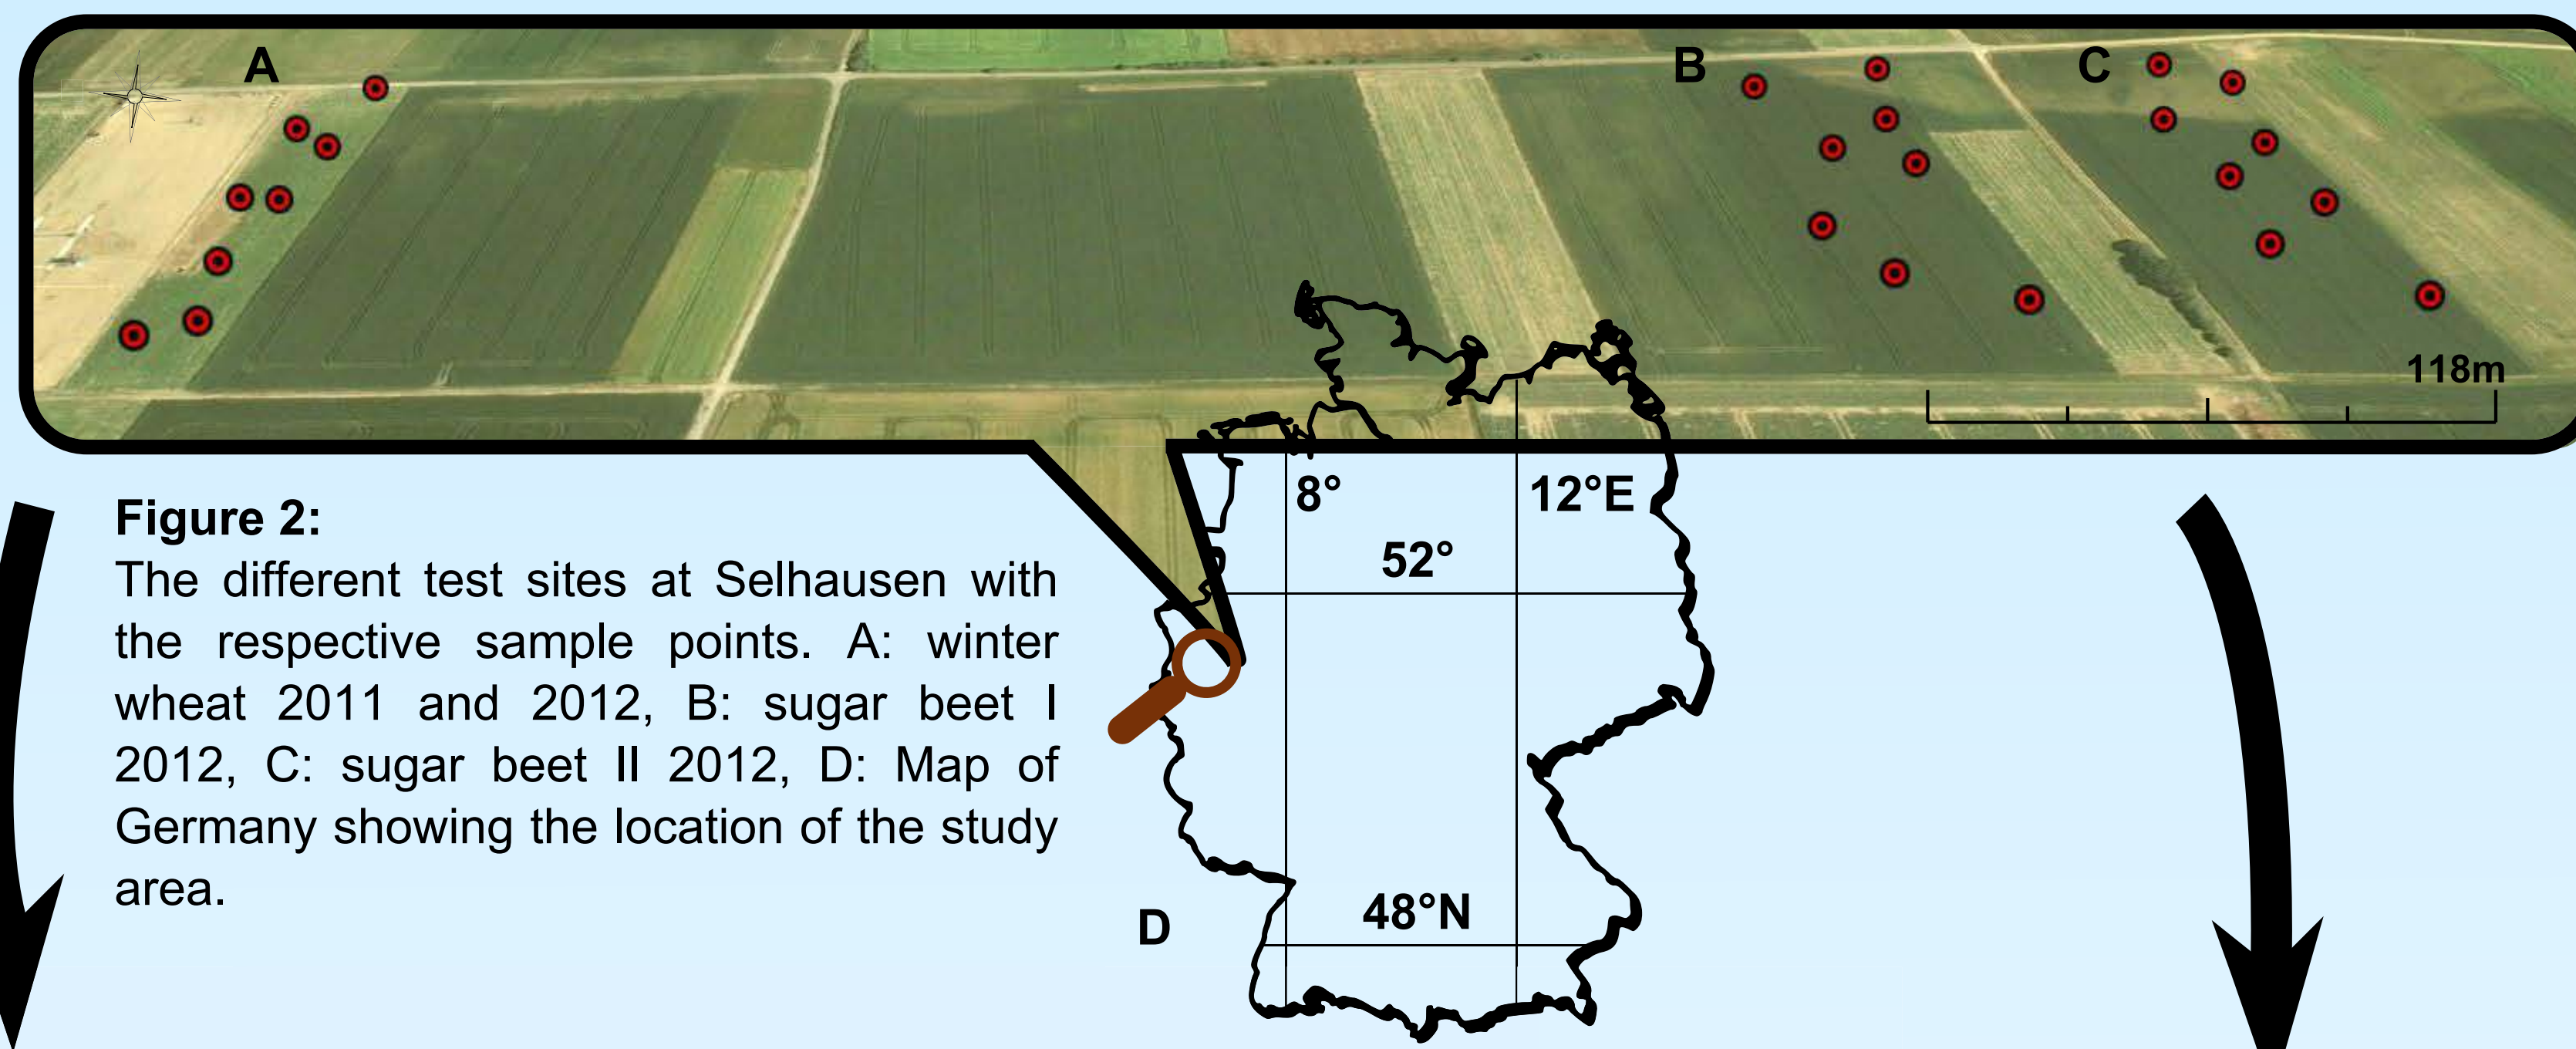 A
B
C
118m
8°
12°E
52°
48°N
D
Figure 2:
The different test sites at Selhausen with
the respective sample points. A: winter
wheat 2011 and 2012, B: sugar beet I
2012, C: sugar beet II 2012, D: Map of
Germany showing the location of the study
area.